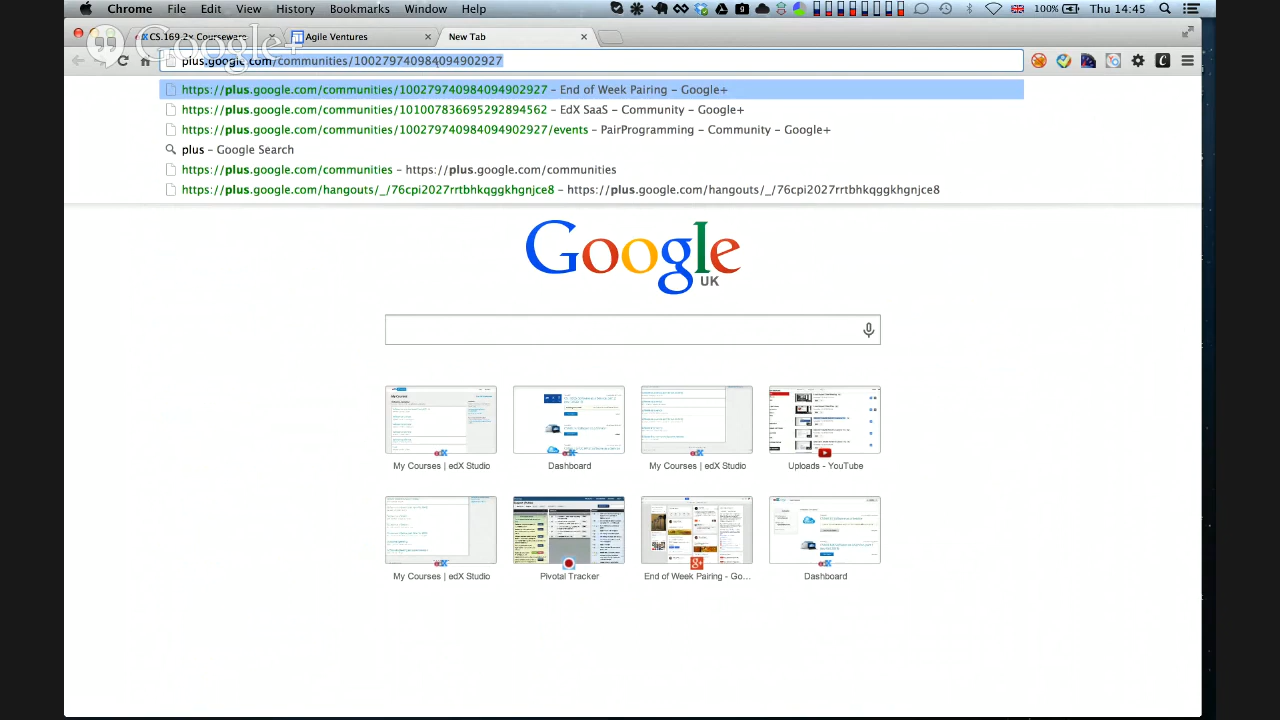 Chrome File Edit View History Bookmarks Window Help 100% Thu 14:45
CS.169.2x Courseware Agile Ventures New Tab
Google+
plus.google.com/communities/100279740984094902927
https://plus.google.com/communities/100279740984094902927 – End of Week Pairing – Google+
https://plus.google.com/communities/101007836695292894562 – EdX SaaS – Community – Google+
https://plus.google.com/communities/100279740984094902927/events – PairProgramming – Community – Google+
plus – Google Search
https://plus.google.com/communities – https://plus.google.com/communities
https://plus.google.com/hangouts/_/76cpi2027rrtbhkqggkhgnjce8 – https://plus.google.com/hangouts/_/76cpi2027rrtbhkqggkhgnjce8
Google
UK
My Courses | edX Studio Dashboard My Courses | edX Studio Uploads - YouTube
My Courses | edX Studio Pivotal Tracker End of Week Pairing - Go... Dashboard